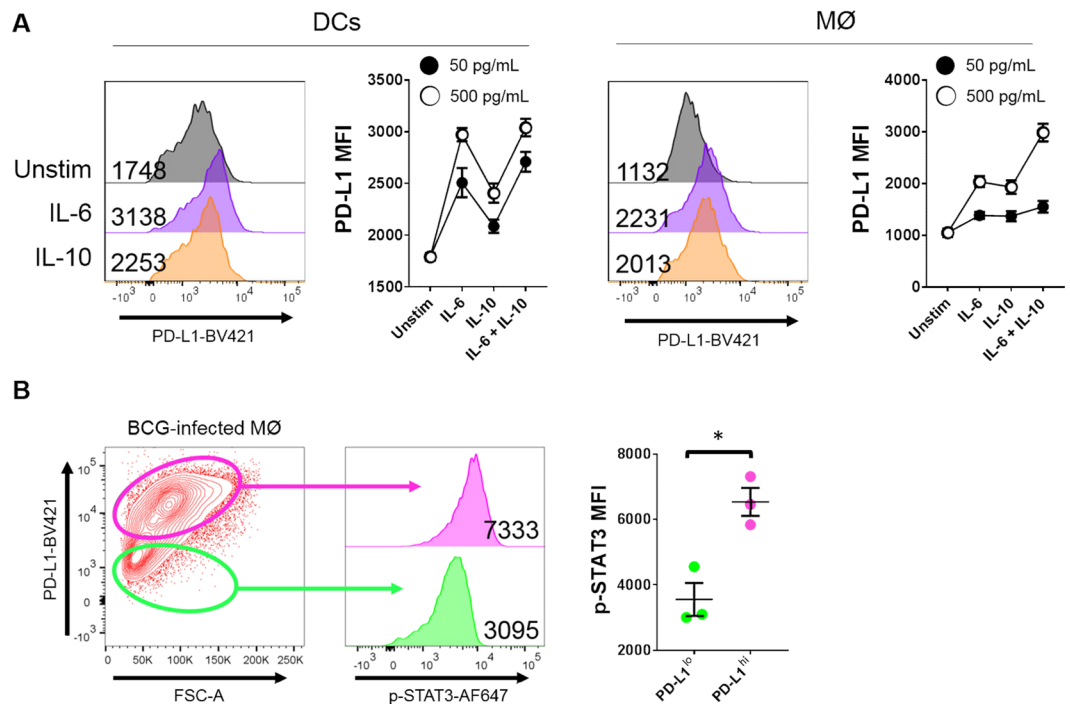 A
DCs
MØ
Unstim
IL-6
IL-10
1748
3138
2253
-10³ 0 10³ 10⁴ 10⁵
PD-L1-BV421
50 pg/mL
500 pg/mL
PD-L1 MFI
3500
3000
2500
2000
1500
Unstim
IL-6
IL-10
IL-6 + IL-10
1132
2231
2013
-10³ 0 10³ 10⁴ 10⁵
PD-L1-BV421
50 pg/mL
500 pg/mL
PD-L1 MFI
4000
3000
2000
1000
0
Unstim
IL-6
IL-10
IL-6 + IL-10
B
BCG-infected MØ
PD-L1-BV421
10⁵
10⁴
10³
0
-10³
0 50K 100K 150K 200K 250K
FSC-A
7333
3095
-10³ 0 10³ 10⁴ 10⁵
p-STAT3-AF647
p-STAT3 MFI
8000
6000
4000
2000
*
PD-L1ˡᵒ
PD-L1ʰⁱ